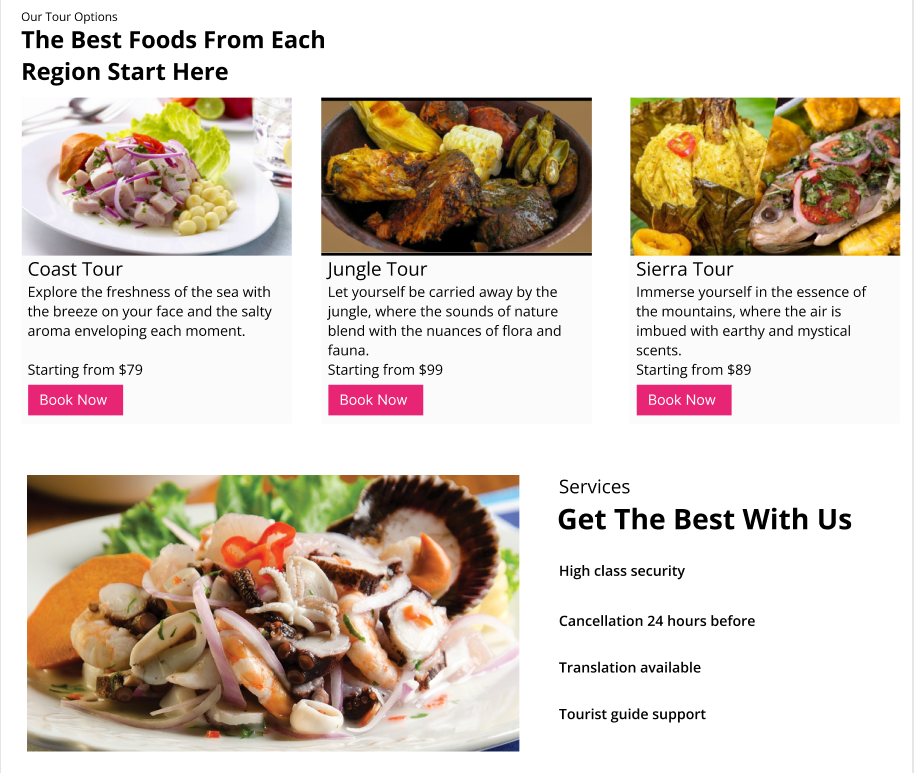 Our Tour Options
The Best Foods From Each
Region Start Here
Coast Tour
Explore the freshness of the sea with
the breeze on your face and the salty
aroma enveloping each moment.
Starting from $79
Book Now
Jungle Tour
Let yourself be carried away by the
jungle, where the sounds of nature
blend with the nuances of flora and
fauna.
Starting from $99
Book Now
Sierra Tour
Immerse yourself in the essence of
the mountains, where the air is
imbued with earthy and mystical
scents.
Starting from $89
Book Now
Services
Get The Best With Us
High class security
Cancellation 24 hours before
Translation available
Tourist guide support